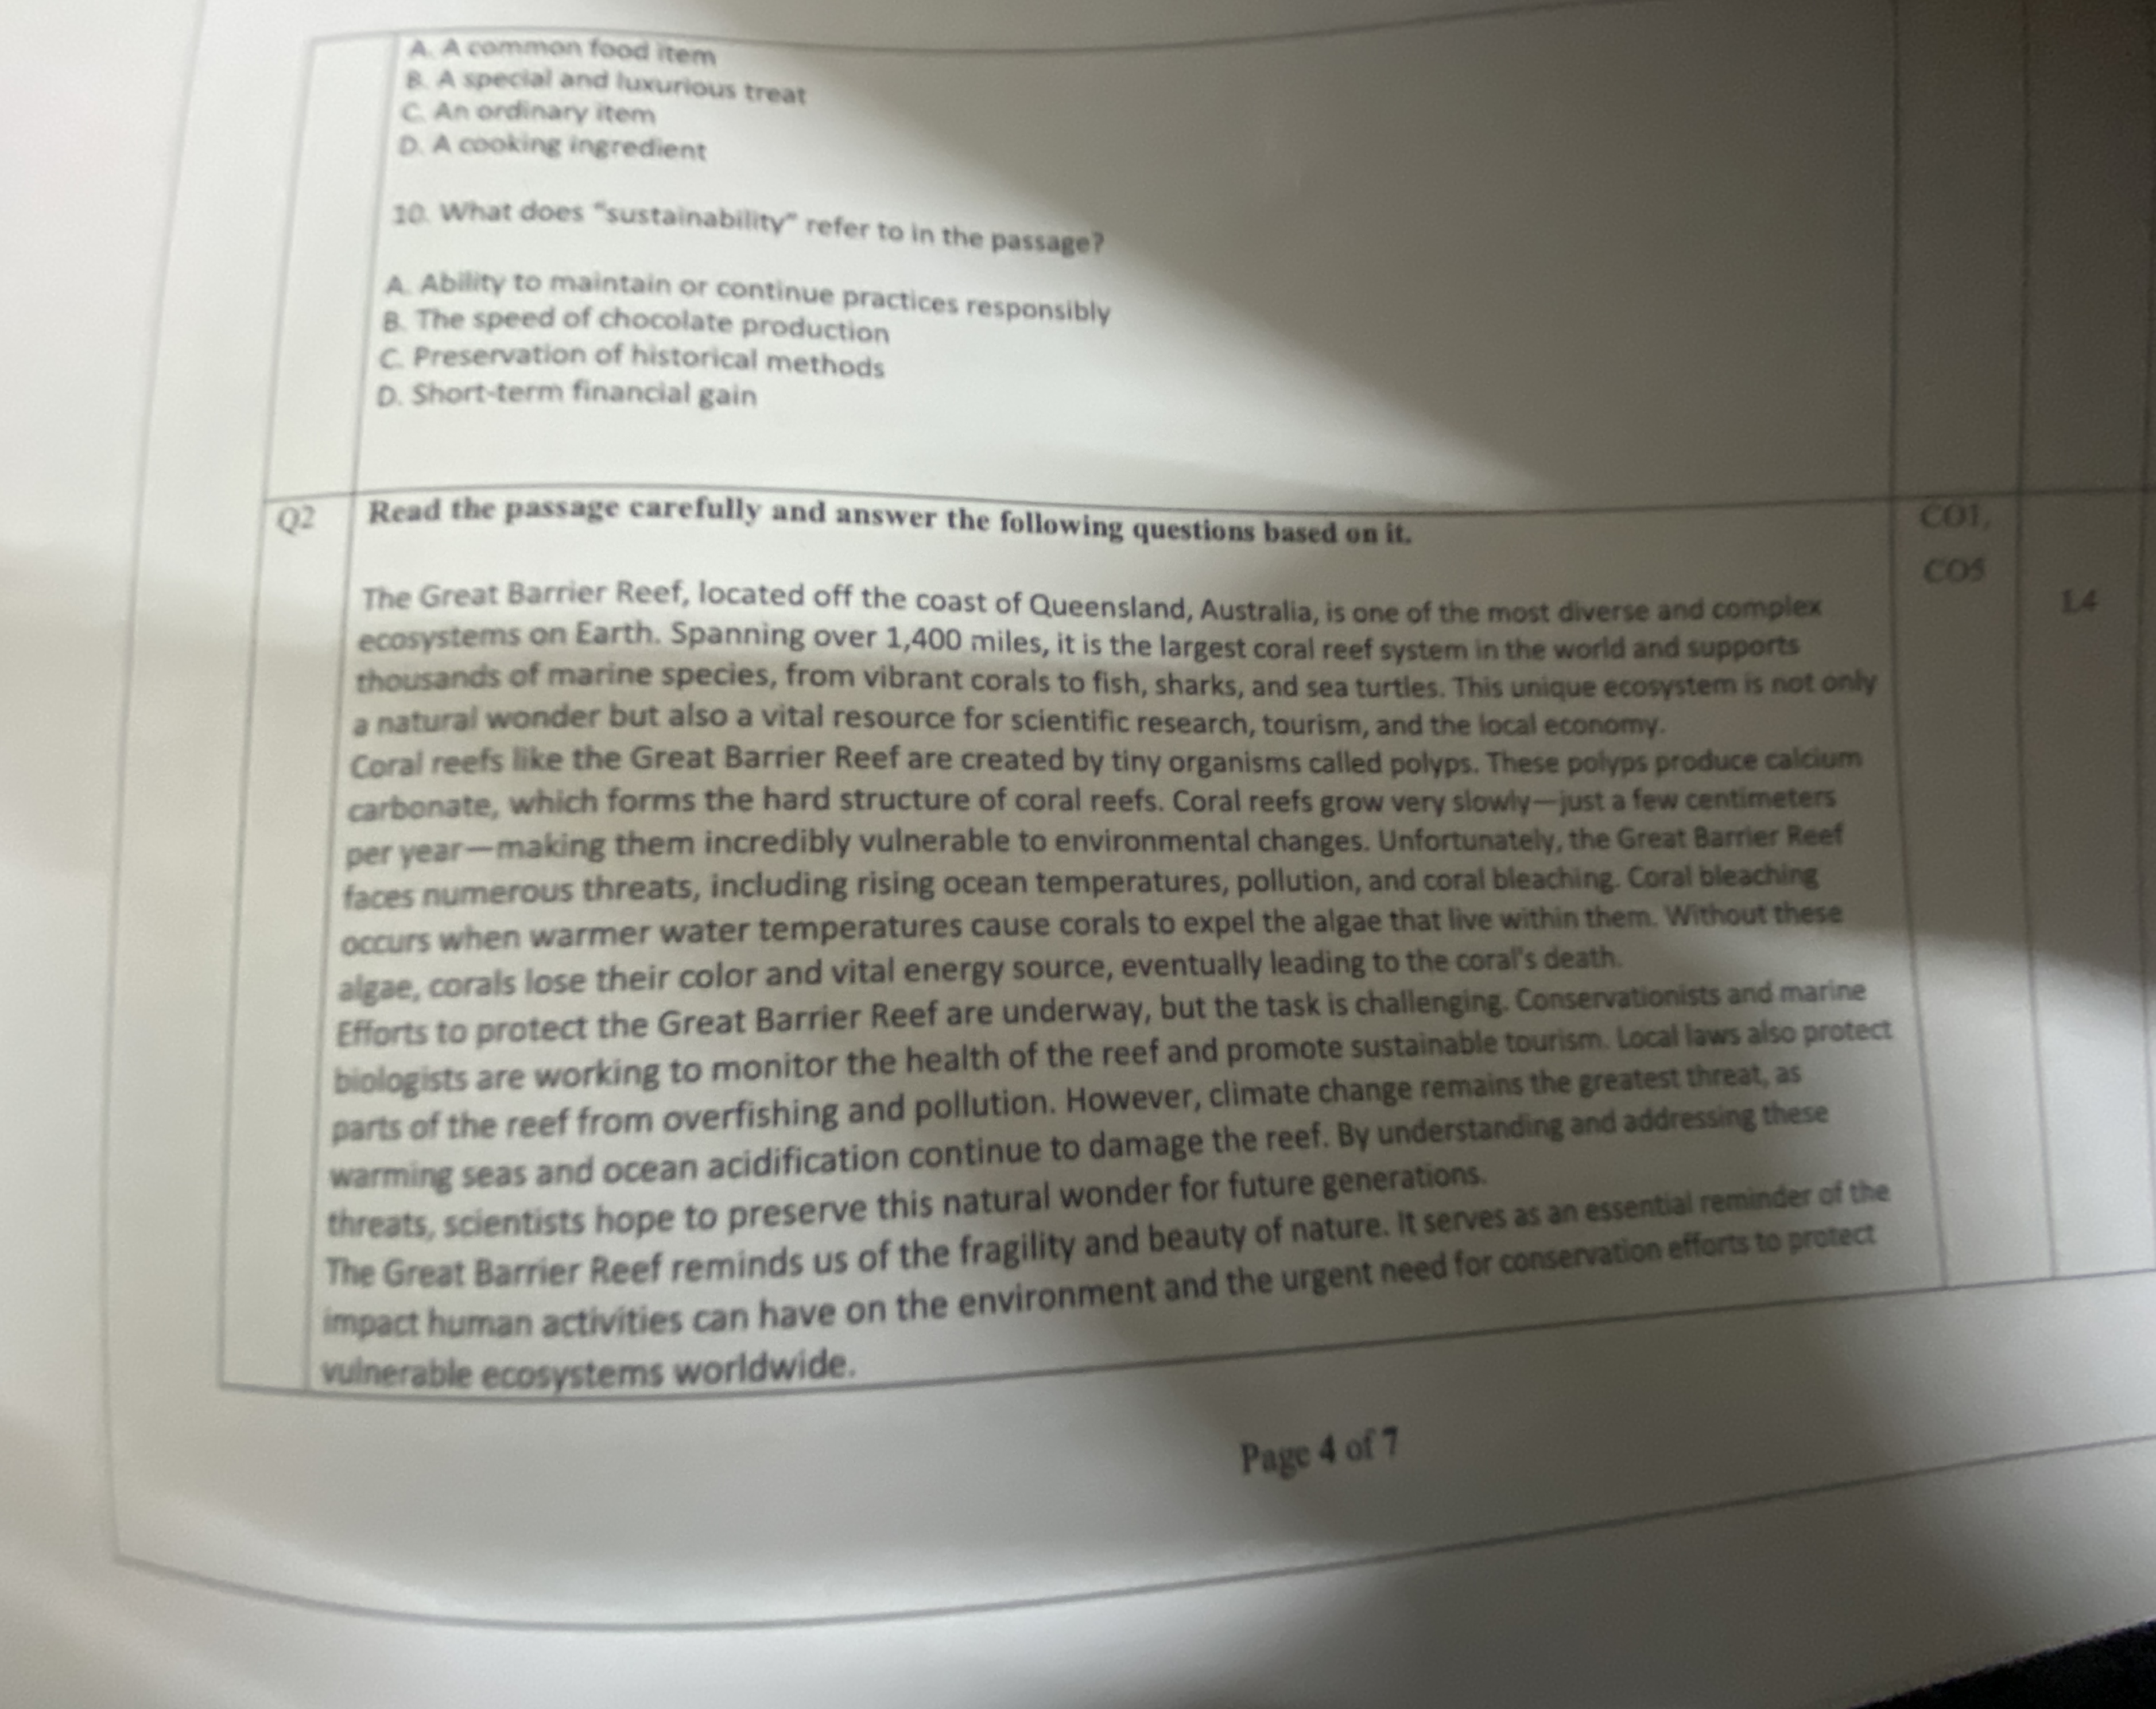 A. A common food item
B. A special and luxurious treat
C. An ordinary item
D. A cooking ingredient
10. What does “sustainability” refer to in the passage?
A. Ability to maintain or continue practices responsibly
B. The speed of chocolate production
C. Preservation of historical methods
D. Short-term financial gain
Q2 Read the passage carefully and answer the following questions based on it. CO1,
CO5
L4
The Great Barrier Reef, located off the coast of Queensland, Australia, is one of the most diverse and complex
ecosystems on Earth. Spanning over 1,400 miles, it is the largest coral reef system in the world and supports
thousands of marine species, from vibrant corals to fish, sharks, and sea turtles. This unique ecosystem is not only
a natural wonder but also a vital resource for scientific research, tourism, and the local economy.
Coral reefs like the Great Barrier Reef are created by tiny organisms called polyps. These polyps produce calcium
carbonate, which forms the hard structure of coral reefs. Coral reefs grow very slowly—just a few centimeters
per year—making them incredibly vulnerable to environmental changes. Unfortunately, the Great Barrier Reef
faces numerous threats, including rising ocean temperatures, pollution, and coral bleaching. Coral bleaching
occurs when warmer water temperatures cause corals to expel the algae that live within them. Without these
algae, corals lose their color and vital energy source, eventually leading to the coral's death.
Efforts to protect the Great Barrier Reef are underway, but the task is challenging. Conservationists and marine
biologists are working to monitor the health of the reef and promote sustainable tourism. Local laws also protect
parts of the reef from overfishing and pollution. However, climate change remains the greatest threat, as
warming seas and ocean acidification continue to damage the reef. By understanding and addressing these
threats, scientists hope to preserve this natural wonder for future generations.
The Great Barrier Reef reminds us of the fragility and beauty of nature. It serves as an essential reminder of the
impact human activities can have on the environment and the urgent need for conservation efforts to protect
vulnerable ecosystems worldwide.
Page 4 of 7